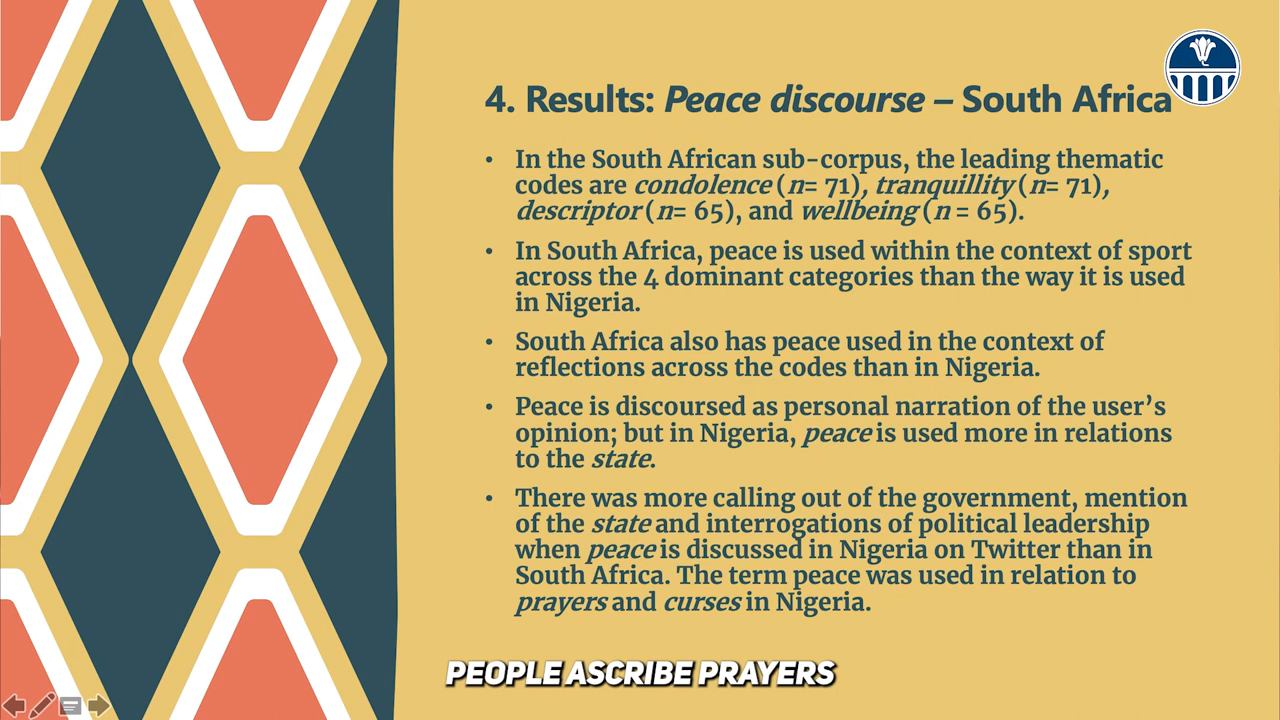 4. Results: Peace discourse – South Africa
• In the South African sub-corpus, the leading thematic
codes are condolence (n= 71), tranquillity (n= 71),
descriptor (n= 65), and wellbeing (n = 65).
• In South Africa, peace is used within the context of sport
across the 4 dominant categories than the way it is used
in Nigeria.
• South Africa also has peace used in the context of
reflections across the codes than in Nigeria.
• Peace is discoursed as personal narration of the user’s
opinion; but in Nigeria, peace is used more in relations
to the state.
• There was more calling out of the government, mention
of the state and interrogations of political leadership
when peace is discussed in Nigeria on Twitter than in
South Africa. The term peace was used in relation to
prayers and curses in Nigeria.
PEOPLE ASCRIBE PRAYERS